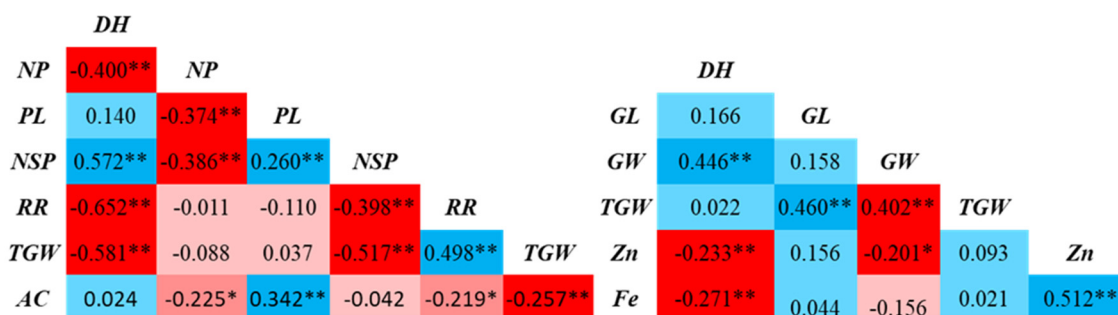 DH
NP -0.400** NP
PL 0.140 -0.374** PL
NSP 0.572** -0.386** 0.260** NSP
RR -0.652** -0.011 -0.110 -0.398** RR
TGW -0.581** -0.088 0.037 -0.517** 0.498** TGW
AC 0.024 -0.225* 0.342** -0.042 -0.219* -0.257**
DH
GL 0.166 GL
GW 0.446** 0.158 GW
TGW 0.022 0.460** 0.402** TGW
Zn -0.233** 0.156 -0.201* 0.093 Zn
Fe -0.271** 0.044 -0.156 0.021 0.512**